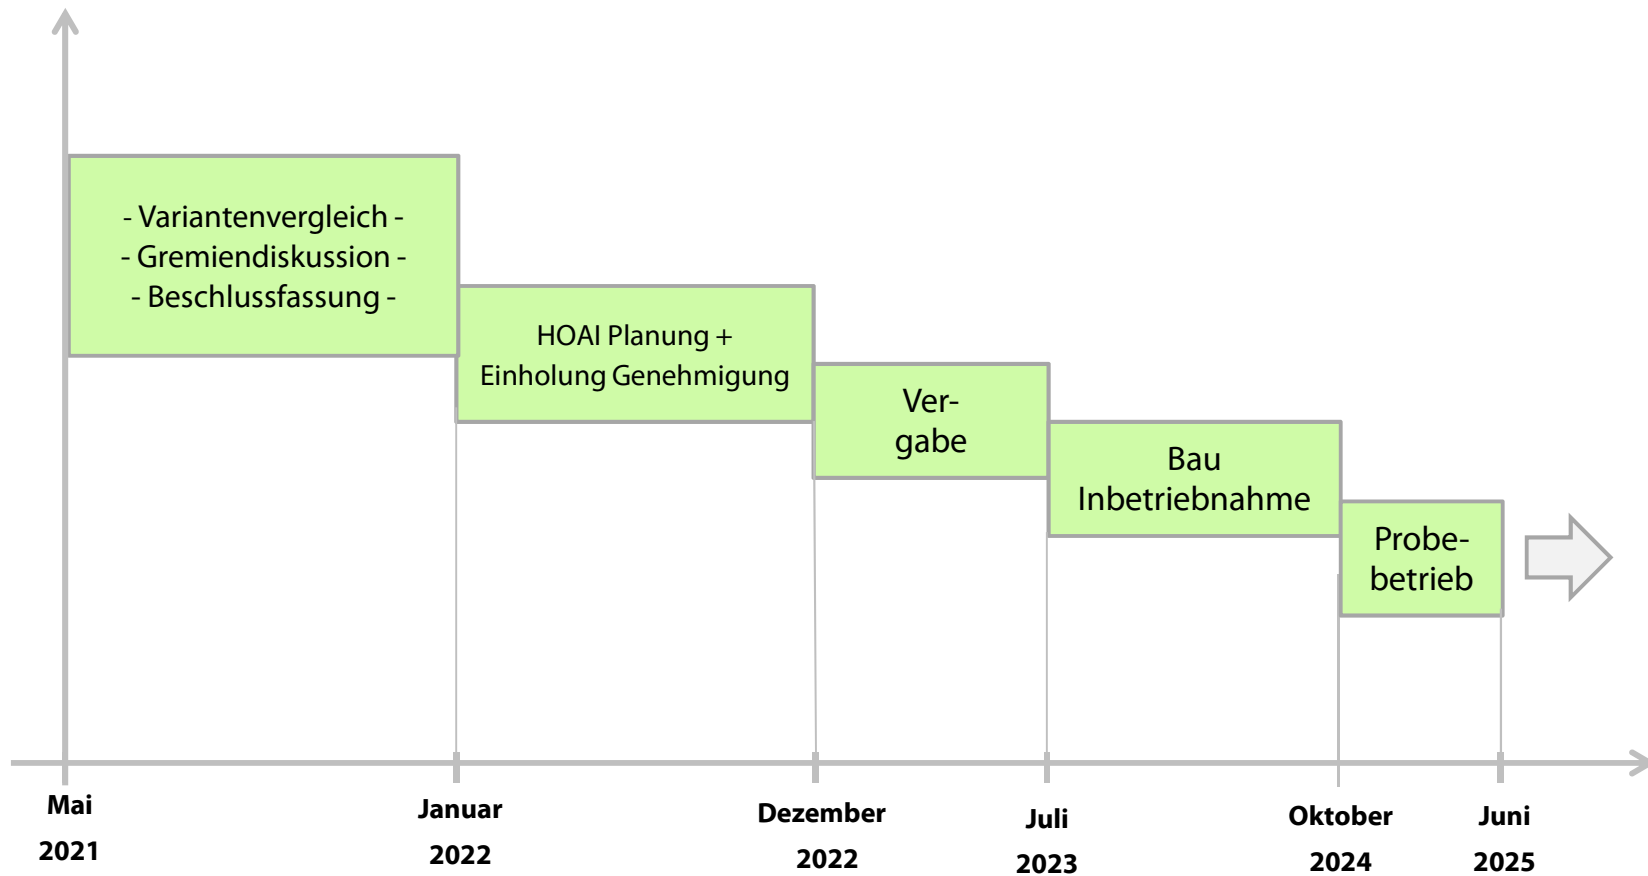 - Variantenvergleich -
- Gremiendiskussion -
- Beschlussfassung -
HOAI Planung +
Einholung Genehmigung
Ver-
gabe
Bau
Inbetriebnahme
Probe-
betrieb
Mai
2021
Januar
2022
Dezember
2022
Juli
2023
Oktober
2024
Juni
2025